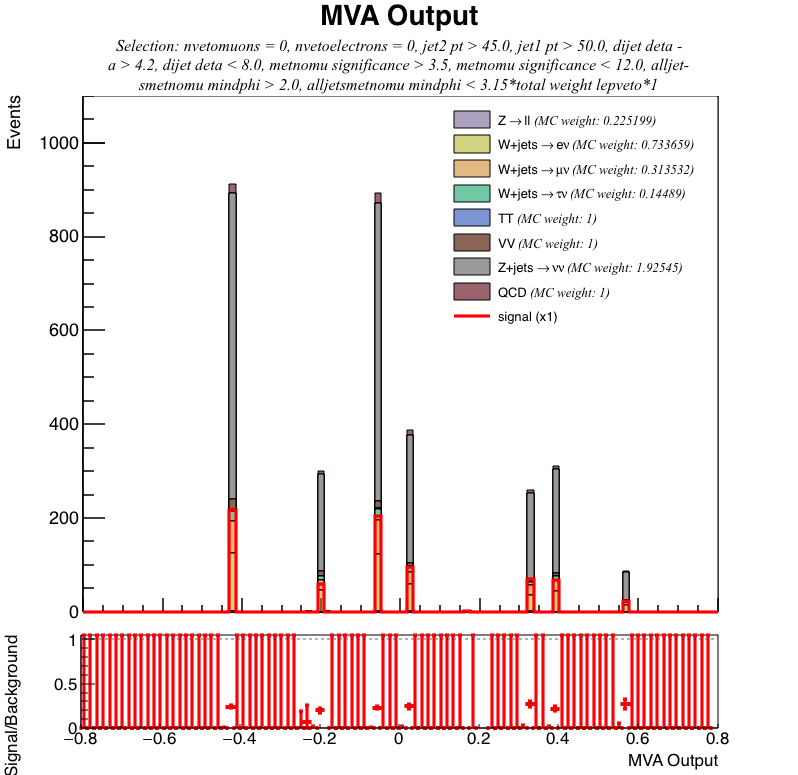 MVA Output
Selection: nvetomuons = 0, nvetoelectrons = 0, jet2 pt > 45.0, jet1 pt > 50.0, dijet deta -
a > 4.2, dijet deta < 8.0, metnomu significance > 3.5, metnomu significance < 12.0, alljet-
smetnomu mindphi > 2.0, alljetsmetnomu mindphi < 3.15*total weight lepveto*1
Events
1000
800
600
400
200
0
Z→ll (MC weight: 0.225199)
W+jets→eν (MC weight: 0.733659)
W+jets→μν (MC weight: 0.313532)
W+jets→τν (MC weight: 0.14489)
TT (MC weight: 1)
VV (MC weight: 1)
Z+jets→νν (MC weight: 1.92545)
QCD (MC weight: 1)
signal (x1)
Signal/Background
1
0.5
0
−0.8 −0.6 −0.4 −0.2 0 0.2 0.4 0.6 0.8
MVA Output